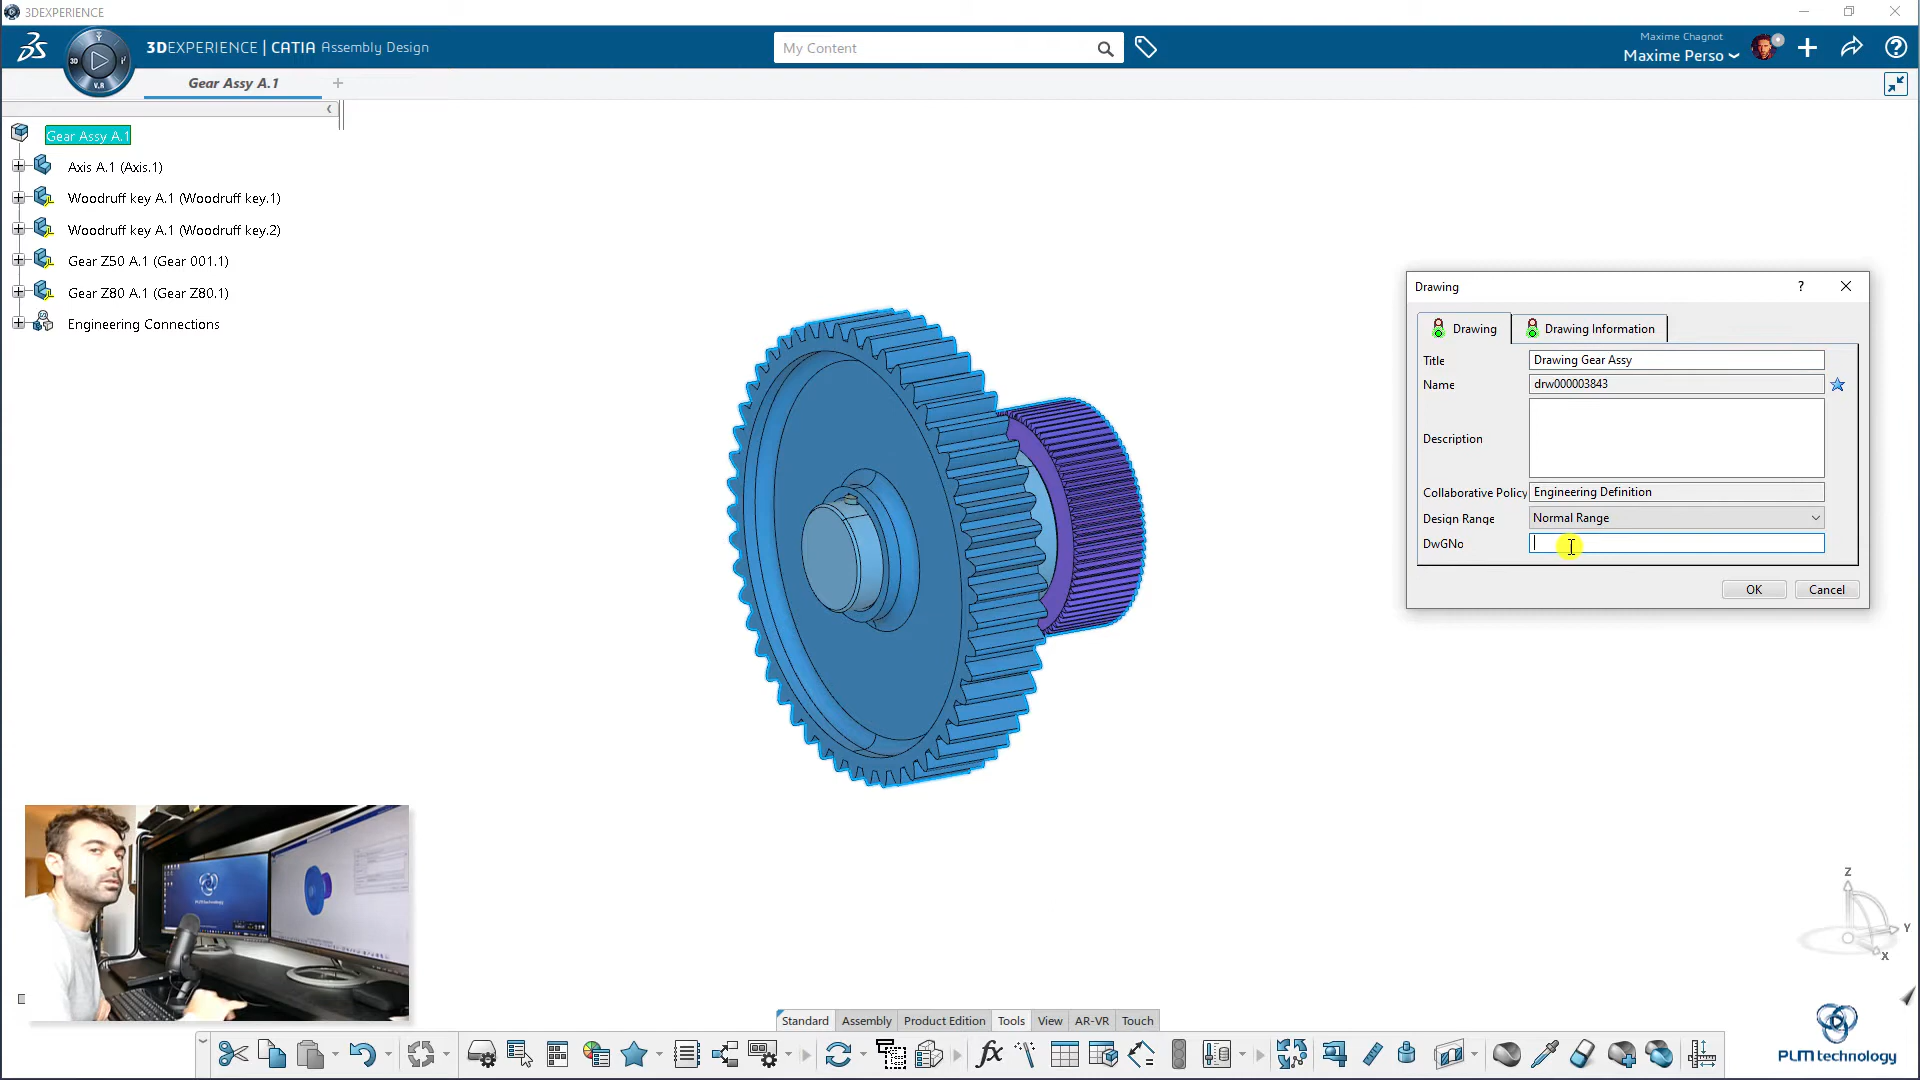 3DEXPERIENCE
3DEXPERIENCE | CATIA Assembly Design
My Content
Maxime Chagnot
Maxime Perso
3D
V.R
Gear Assy A.1
Gear Assy A.1
Axis A.1 (Axis.1)
Woodruff key A.1 (Woodruff key.1)
Woodruff key A.1 (Woodruff key.2)
Gear Z50 A.1 (Gear 001.1)
Gear Z80 A.1 (Gear Z80.1)
Engineering Connections
Drawing
Drawing
Drawing Information
Title
Drawing Gear Assy
Name
drw000003843
Description
Collaborative Policy
Engineering Definition
Design Range
Normal Range
DwGNo
OK
Cancel
Z
Y
X
Standard
Assembly
Product Edition
Tools
View
AR-VR
Touch
PLM technology